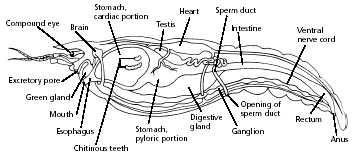 Compound eye
Brain
Stomach,
cardiac portion
Testis
Heart
Sperm duct
Intestine
Ventral
nerve cord
Excretory pore
Green gland
Mouth
Esophagus
Chitinous teeth
Stomach,
pyloric portion
Digestive
gland
Ganglion
Opening of
sperm duct
Rectum
Anus